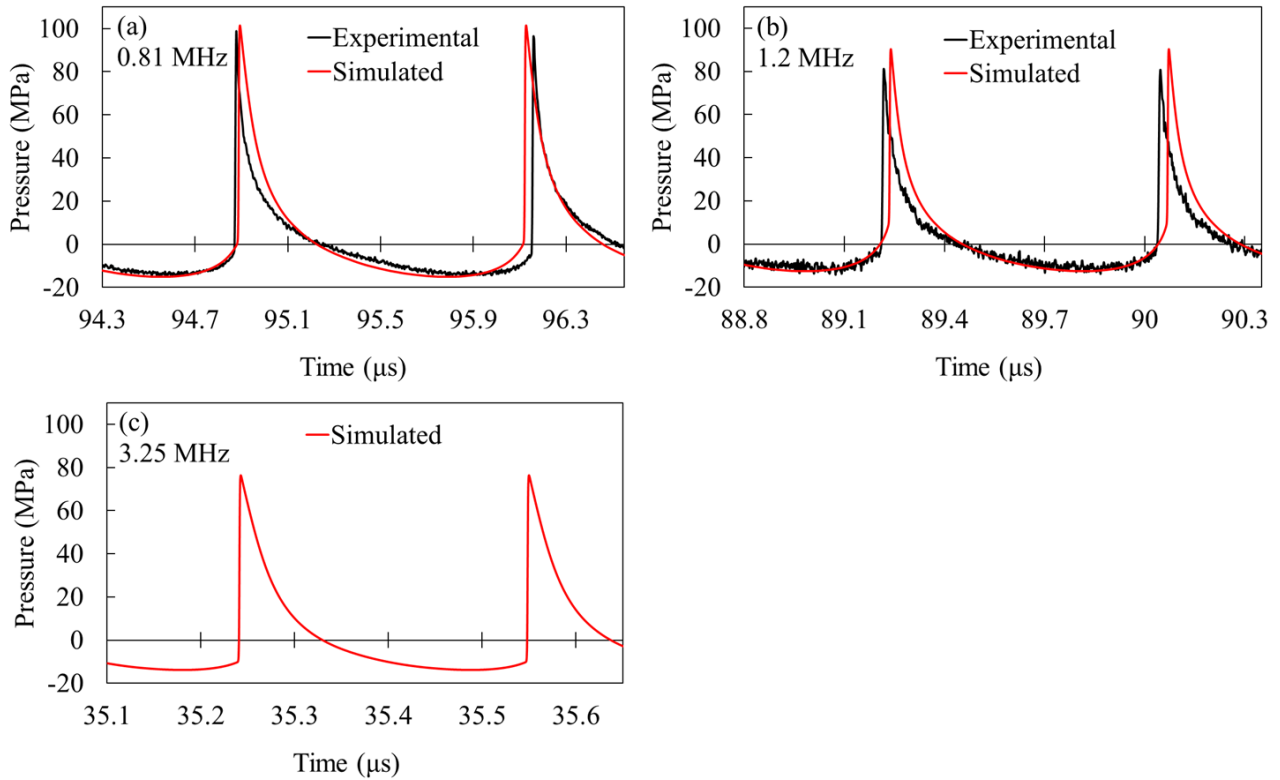 (a)
0.81 MHz
Experimental
Simulated
Pressure (MPa)
100
80
60
40
20
0
-20
94.3 94.7 95.1 95.5 95.9 96.3
Time (μs)
(b)
1.2 MHz
Experimental
Simulated
Pressure (MPa)
100
80
60
40
20
0
-20
88.8 89.1 89.4 89.7 90 90.3
Time (μs)
(c)
3.25 MHz
Simulated
Pressure (MPa)
100
80
60
40
20
0
-20
35.1 35.2 35.3 35.4 35.5 35.6
Time (μs)